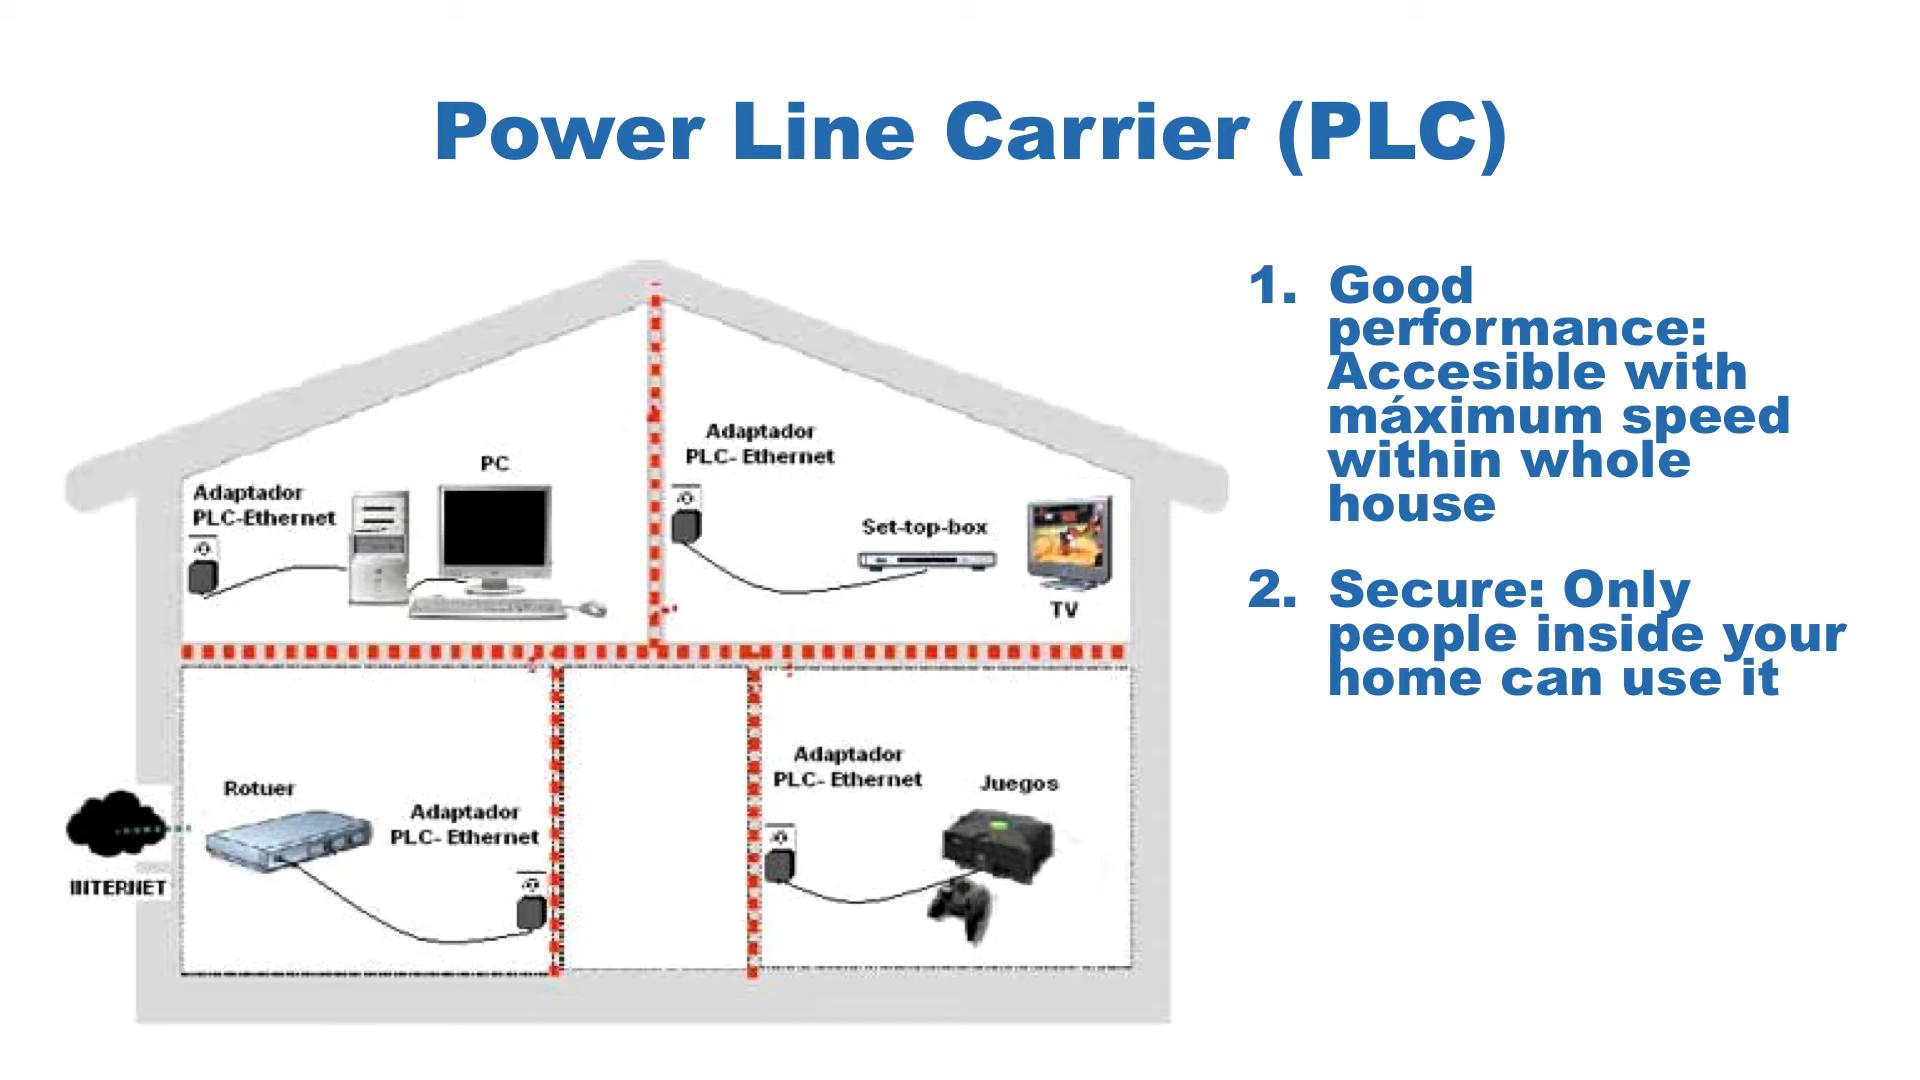 Power Line Carrier (PLC)
1. Good
performance:
Accesible with
máximum speed
within whole
house
2. Secure: Only
people inside your
home can use it
Adaptador
PLC- Ethernet
PC
Adaptador
PLC-Ethernet
Set-top-box
TV
Adaptador
PLC- Ethernet
Juegos
Rotuer
Adaptador
PLC- Ethernet
INTERNET